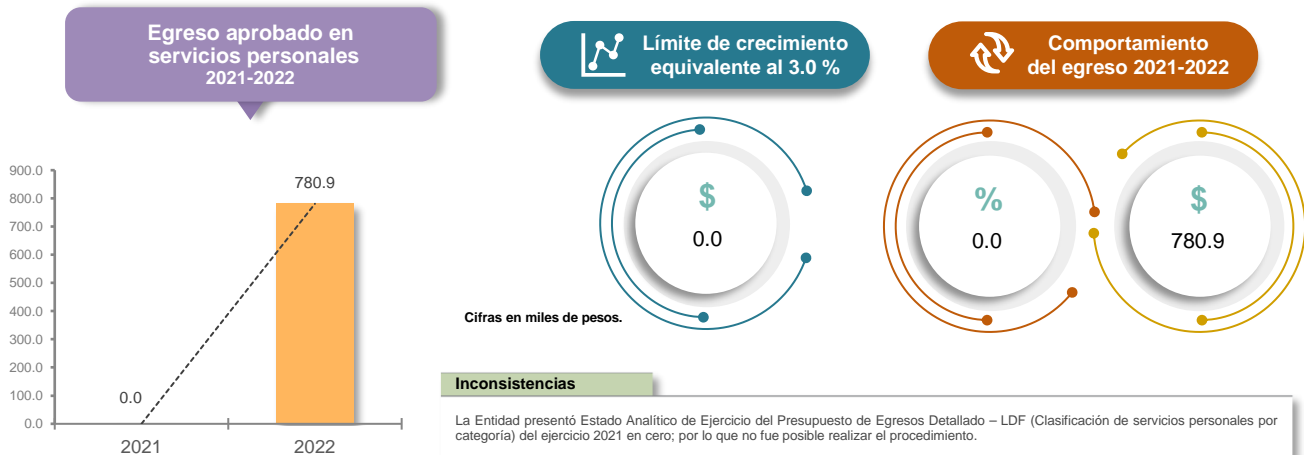 Egreso aprobado en
servicios personales
2021-2022
Límite de crecimiento
equivalente al 3.0 %
Comportamiento
del egreso 2021-2022
900.0
800.0
700.0
600.0
500.0
400.0
300.0
200.0
100.0
0.0
0.0
780.9
2021
2022
$
0.0
%
0.0
$
780.9
Cifras en miles de pesos.
Inconsistencias
La Entidad presentó Estado Analítico de Ejercicio del Presupuesto de Egresos Detallado – LDF (Clasificación de servicios personales por
categoría) del ejercicio 2021 en cero; por lo que no fue posible realizar el procedimiento.